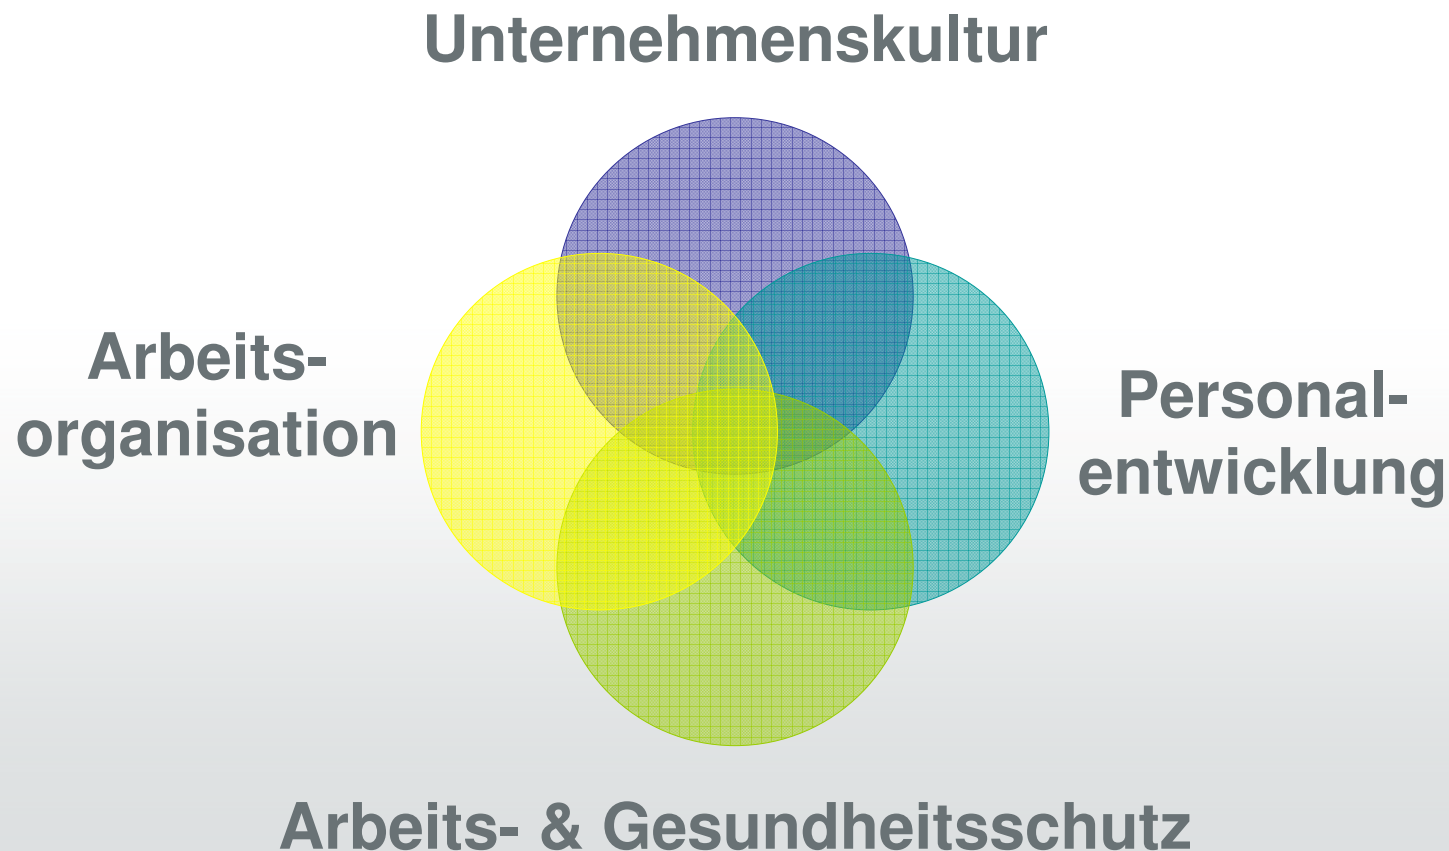 Unternehmenskultur
Arbeits-
organisation
Personal-
entwicklung
Arbeits- & Gesundheitsschutz